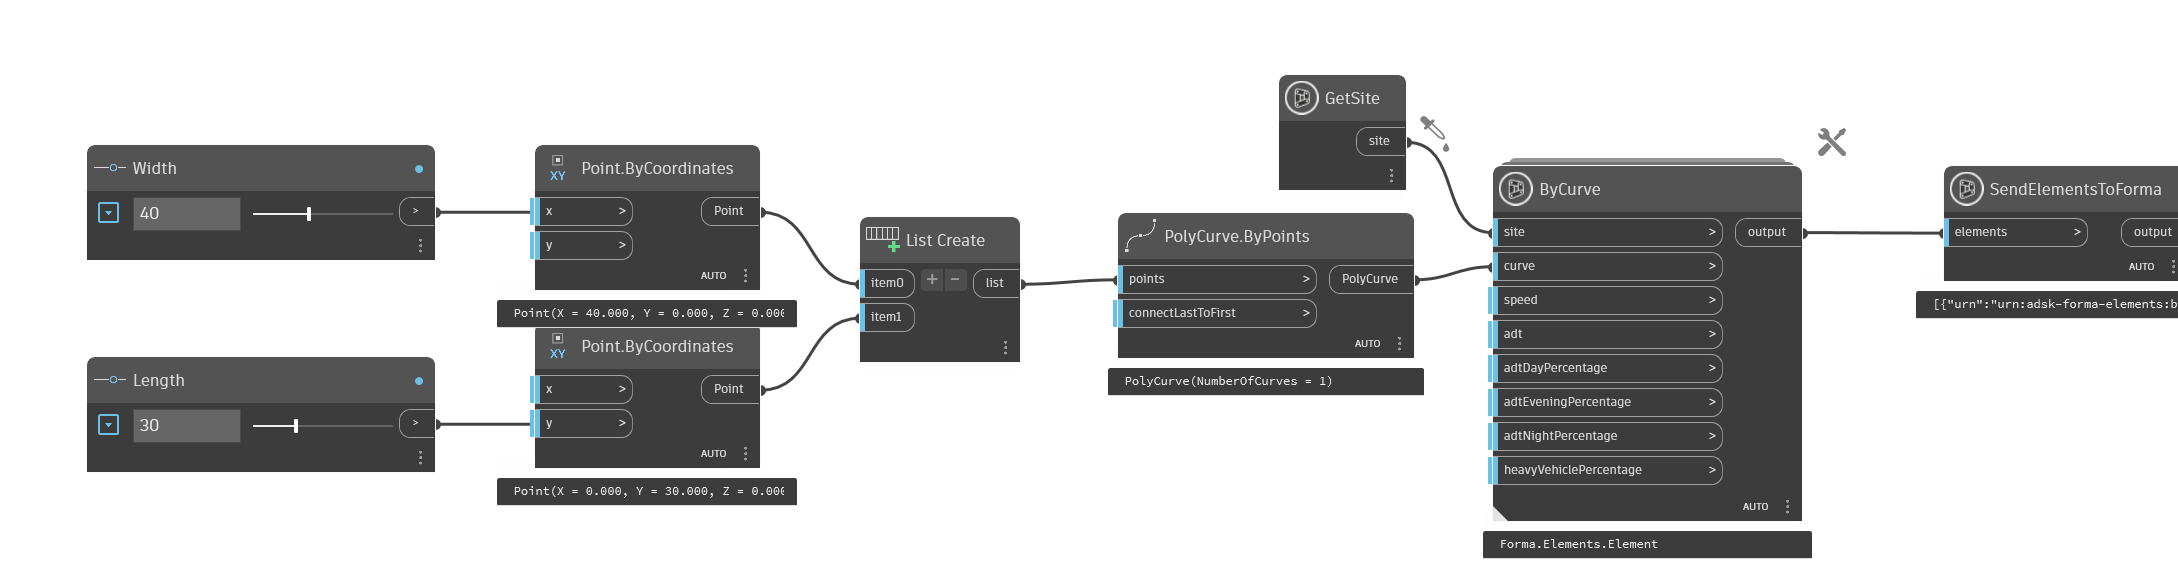 Width
40
>
XY
Point.ByCoordinates
x >
Point
y >
AUTO
Point(X = 40.000, Y = 0.000, Z = 0.000
Length
30
>
XY
Point.ByCoordinates
x >
Point
y >
AUTO
Point(X = 0.000, Y = 30.000, Z = 0.000
List Create
item0 + - list
item1
PolyCurve.ByPoints
points >
PolyCurve
connectLastToFirst >
AUTO
PolyCurve(NumberOfCurves = 1)
GetSite
site
ByCurve
site >
output
curve >
speed >
adt >
adtDayPercentage >
adtEveningPercentage >
adtNightPercentage >
heavyVehiclePercentage >
AUTO
Forma.Elements.Element
SendElementsToForma
elements >
output
AUTO
[{"urn":"urn:adsk-forma-elements:b